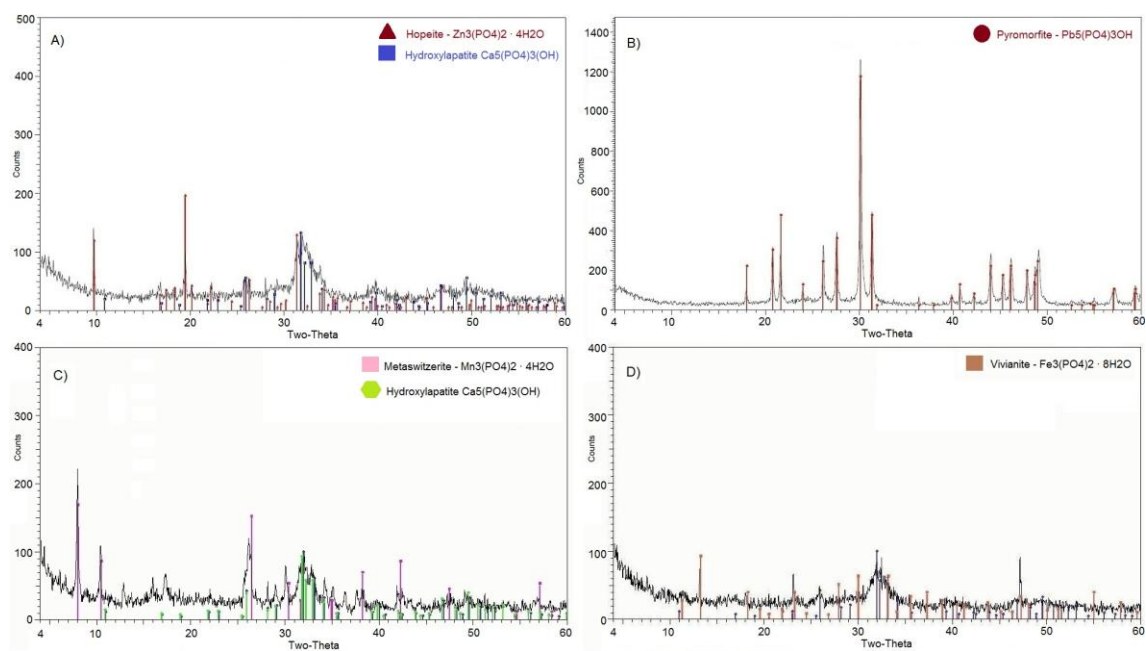 A)
Hopeite - Zn3(PO4)2 · 4H2O
Hydroxylapatite Ca5(PO4)3(OH)
500
400
300
200
100
0
Counts
4 10 20 30 40 50 60
Two-Theta
B)
Pyromorfite - Pb5(PO4)3OH
1400
1200
1000
800
600
400
200
0
Counts
4 10 20 30 40 50 60
Two-Theta
C)
Metaswitzerite - Mn3(PO4)2 · 4H2O
Hydroxylapatite Ca5(PO4)3(OH)
400
300
200
100
0
Counts
4 10 20 30 40 50 60
Two-Theta
D)
Vivianite - Fe3(PO4)2 · 8H2O
400
300
200
100
0
Counts
4 10 20 30 40 50 60
Two-Theta